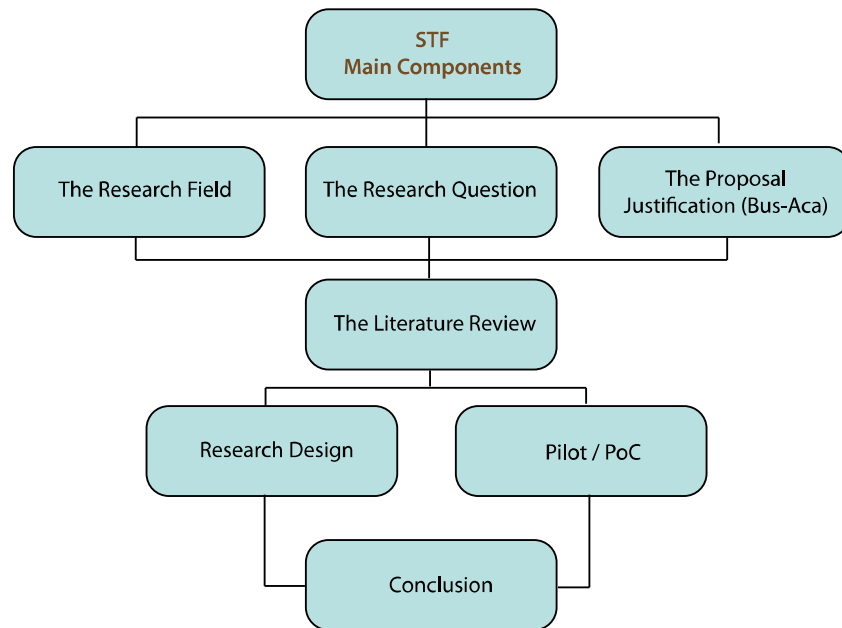 STF
Main Components
The Research Field
The Research Question
The Proposal
Justification (Bus-Aca)
The Literature Review
Research Design
Pilot / PoC
Conclusion